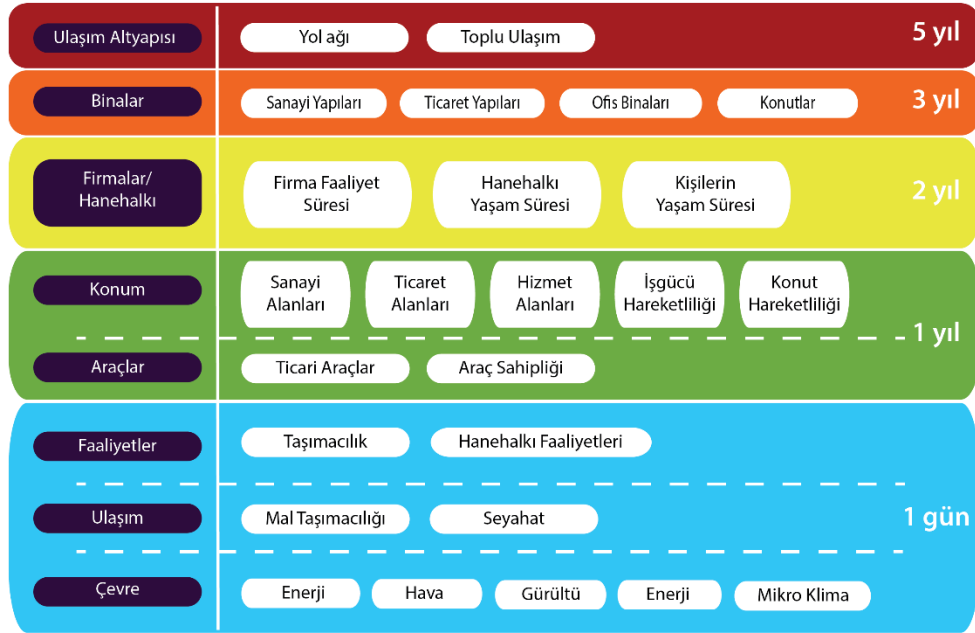 Ulaşım Altyapısı
Yol ağı
Toplu Ulaşım
5 yıl
Binalar
Sanayi Yapıları
Ticaret Yapıları
Ofis Binaları
Konutlar
3 yıl
Firmalar/
Hanehalkı
Firma Faaliyet
Süresi
Hanehalkı
Yaşam Süresi
Kişilerin
Yaşam Süresi
2 yıl
Konum
Sanayi
Alanları
Ticaret
Alanları
Hizmet
Alanları
İşgücü
Hareketliliği
Konut
Hareketliliği
1 yıl
Araçlar
Ticari Araçlar
Araç Sahipliği
Faaliyetler
Taşımacılık
Hanehalkı Faaliyetleri
Ulaşım
Mal Taşımacılığı
Seyahat
1 gün
Çevre
Enerji
Hava
Gürültü
Enerji
Mikro Klima